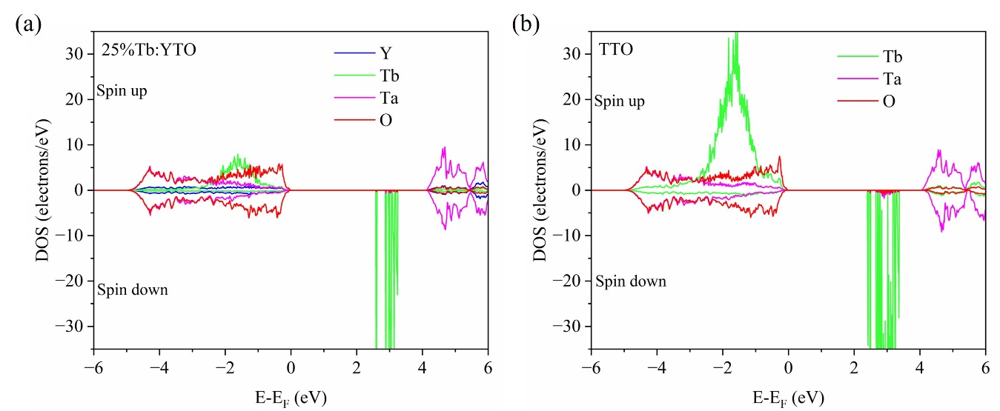 (a)
25%Tb:YTO
Spin up
Spin down
Y
Tb
Ta
O
30
20
10
0
−10
−20
−30
DOS (electrons/eV)
−6
−4
−2
0
2
4
6
E-E_F (eV)
(b)
TTO
Spin up
Spin down
Tb
Ta
O
30
20
10
0
−10
−20
−30
DOS (electrons/eV)
−6
−4
−2
0
2
4
6
E-E_F (eV)